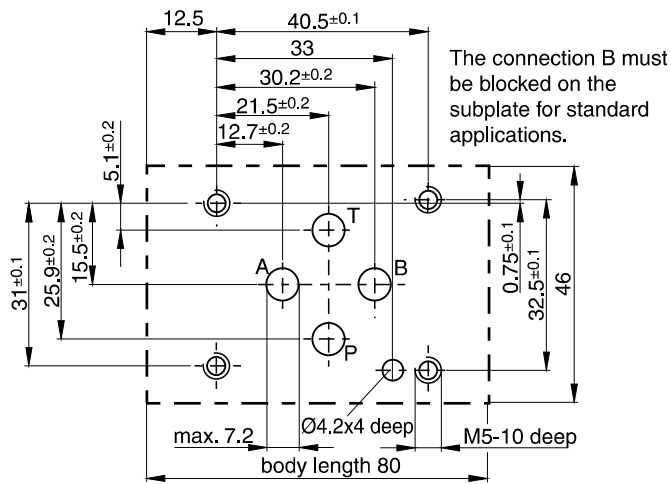 12.5
40.5±0.1
33
30.2±0.2
21.5±0.2
12.7±0.2
The connection B must
be blocked on the
subplate for standard
applications.
5.1±0.2
15.5±0.2
25.9±0.2
31±0.1
T
A
B
P
0.75±0.1
32.5±0.1
46
Ø4.2x4 deep
max. 7.2
M5-10 deep
body length 80